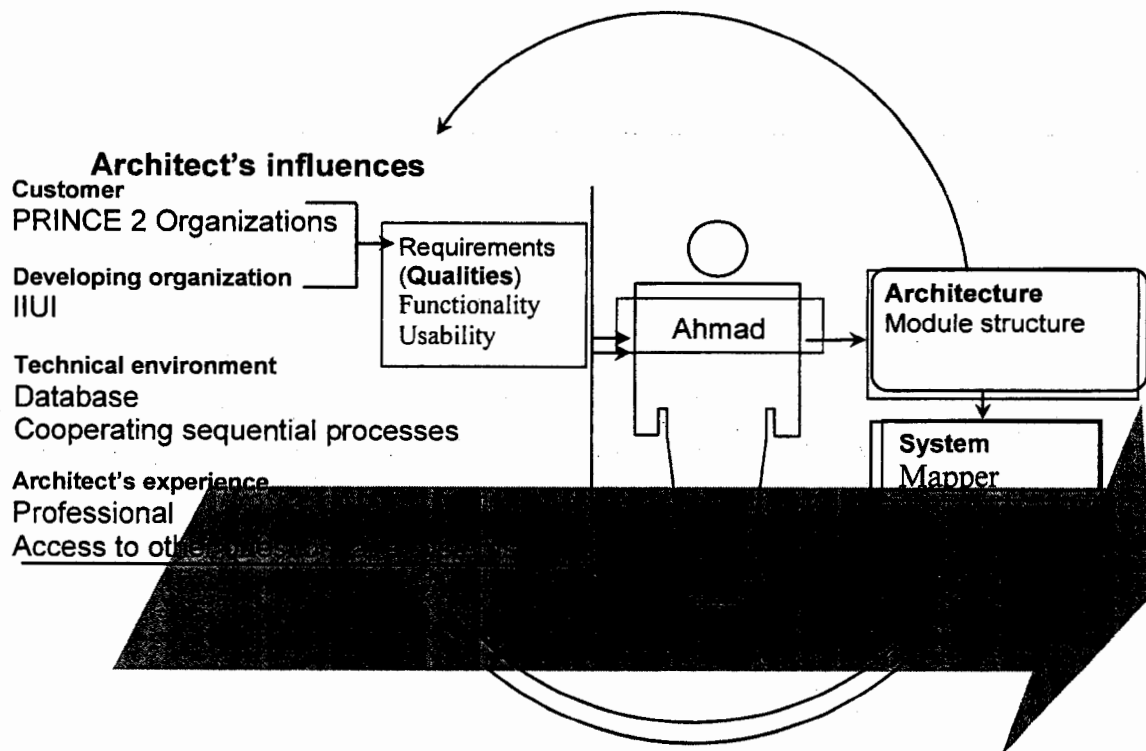 Architect's influences
Customer
PRINCE 2 Organizations
Developing organization
IIUI
Technical environment
Database
Cooperating sequential processes
Architect's experience
Professional
Access to
Requirements
(Qualities)
Functionality
Usability
Ahmad
Architecture
Module structure
System
Mapper